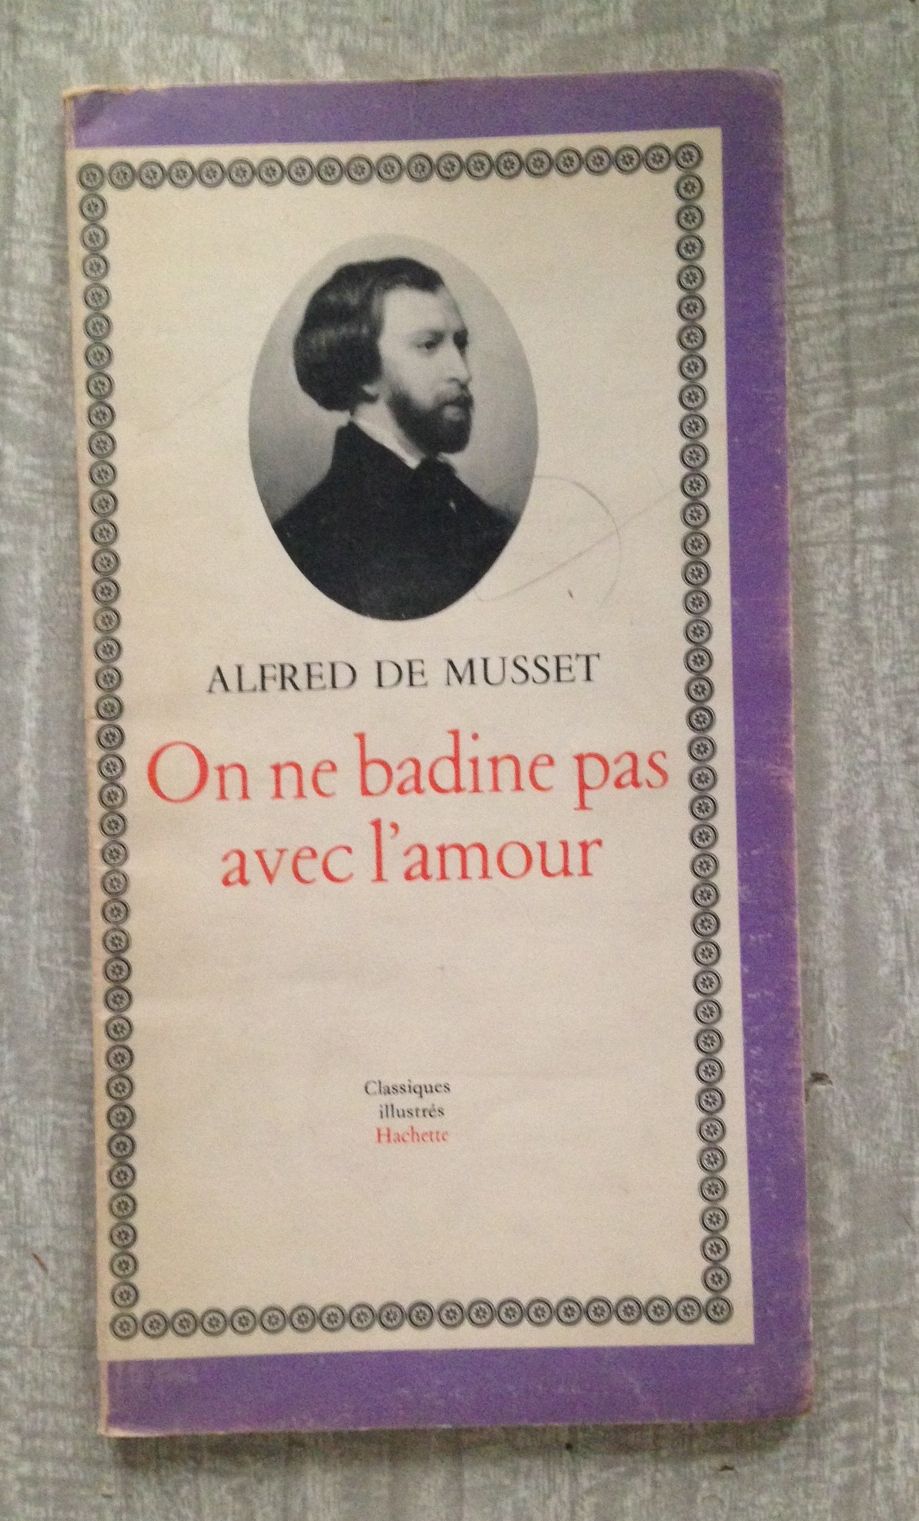 ALFRED DE MUSSET
On ne badine pas
avec l'amour
Classiques
illustrés
Hachette